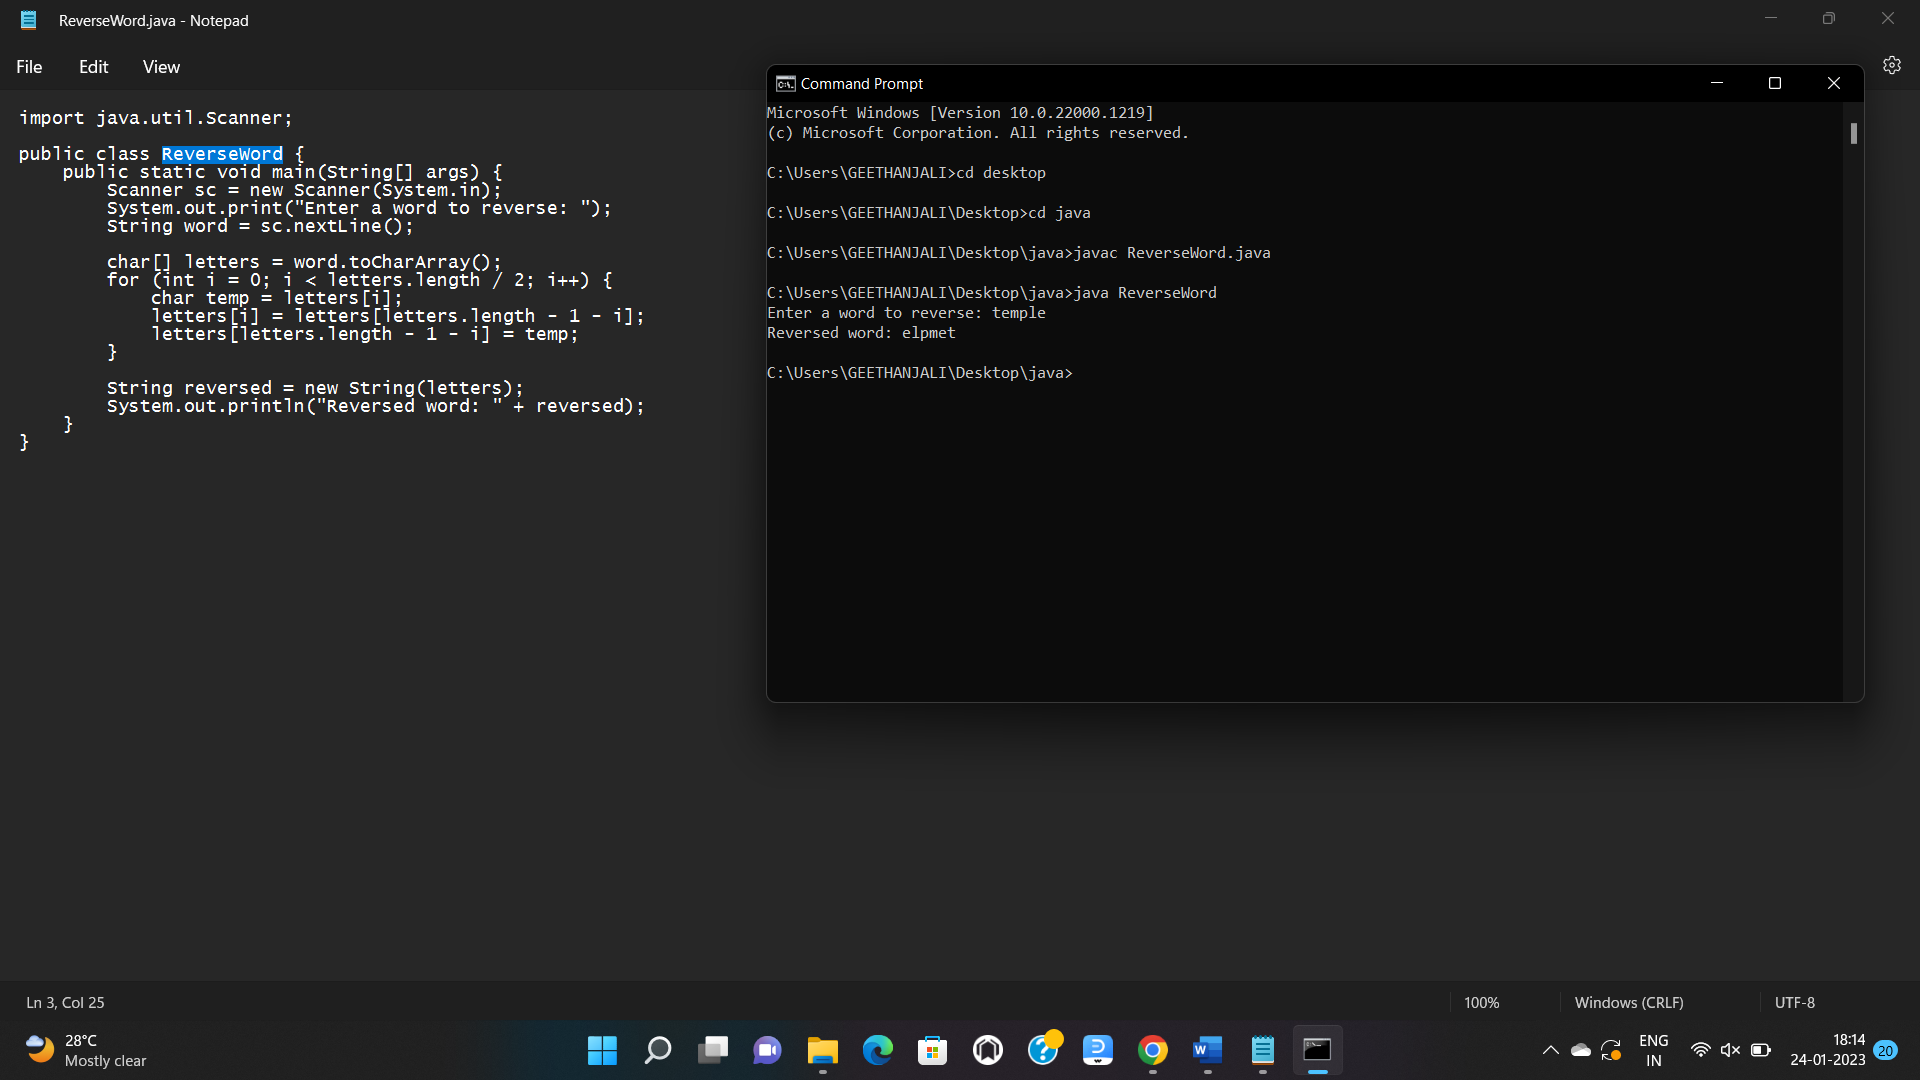 ReverseWord.java - Notepad
File Edit View
import java.util.Scanner;
public class ReverseWord {
public static void main(String[] args) {
Scanner sc = new Scanner(System.in);
System.out.print("Enter a word to reverse: ");
String word = sc.nextLine();
char[] letters = word.toCharArray();
for (int i = 0; i < letters.length / 2; i++) {
char temp = letters[i];
letters[i] = letters[letters.length - 1 - i];
letters[letters.length - 1 - i] = temp;
}
String reversed = new String(letters);
System.out.println("Reversed word: " + reversed);
}
}
Command Prompt
Microsoft Windows [Version 10.0.22000.1219]
(c) Microsoft Corporation. All rights reserved.
C:\Users\GEETHANJALI>cd desktop
C:\Users\GEETHANJALI\Desktop>cd java
C:\Users\GEETHANJALI\Desktop\java>javac ReverseWord.java
C:\Users\GEETHANJALI\Desktop\java>java ReverseWord
Enter a word to reverse: temple
Reversed word: elpmet
C:\Users\GEETHANJALI\Desktop\java>
Ln 3, Col 25
100%
Windows (CRLF)
UTF-8
28°C
Mostly clear
ENG
IN
18:14
24-01-2023
20